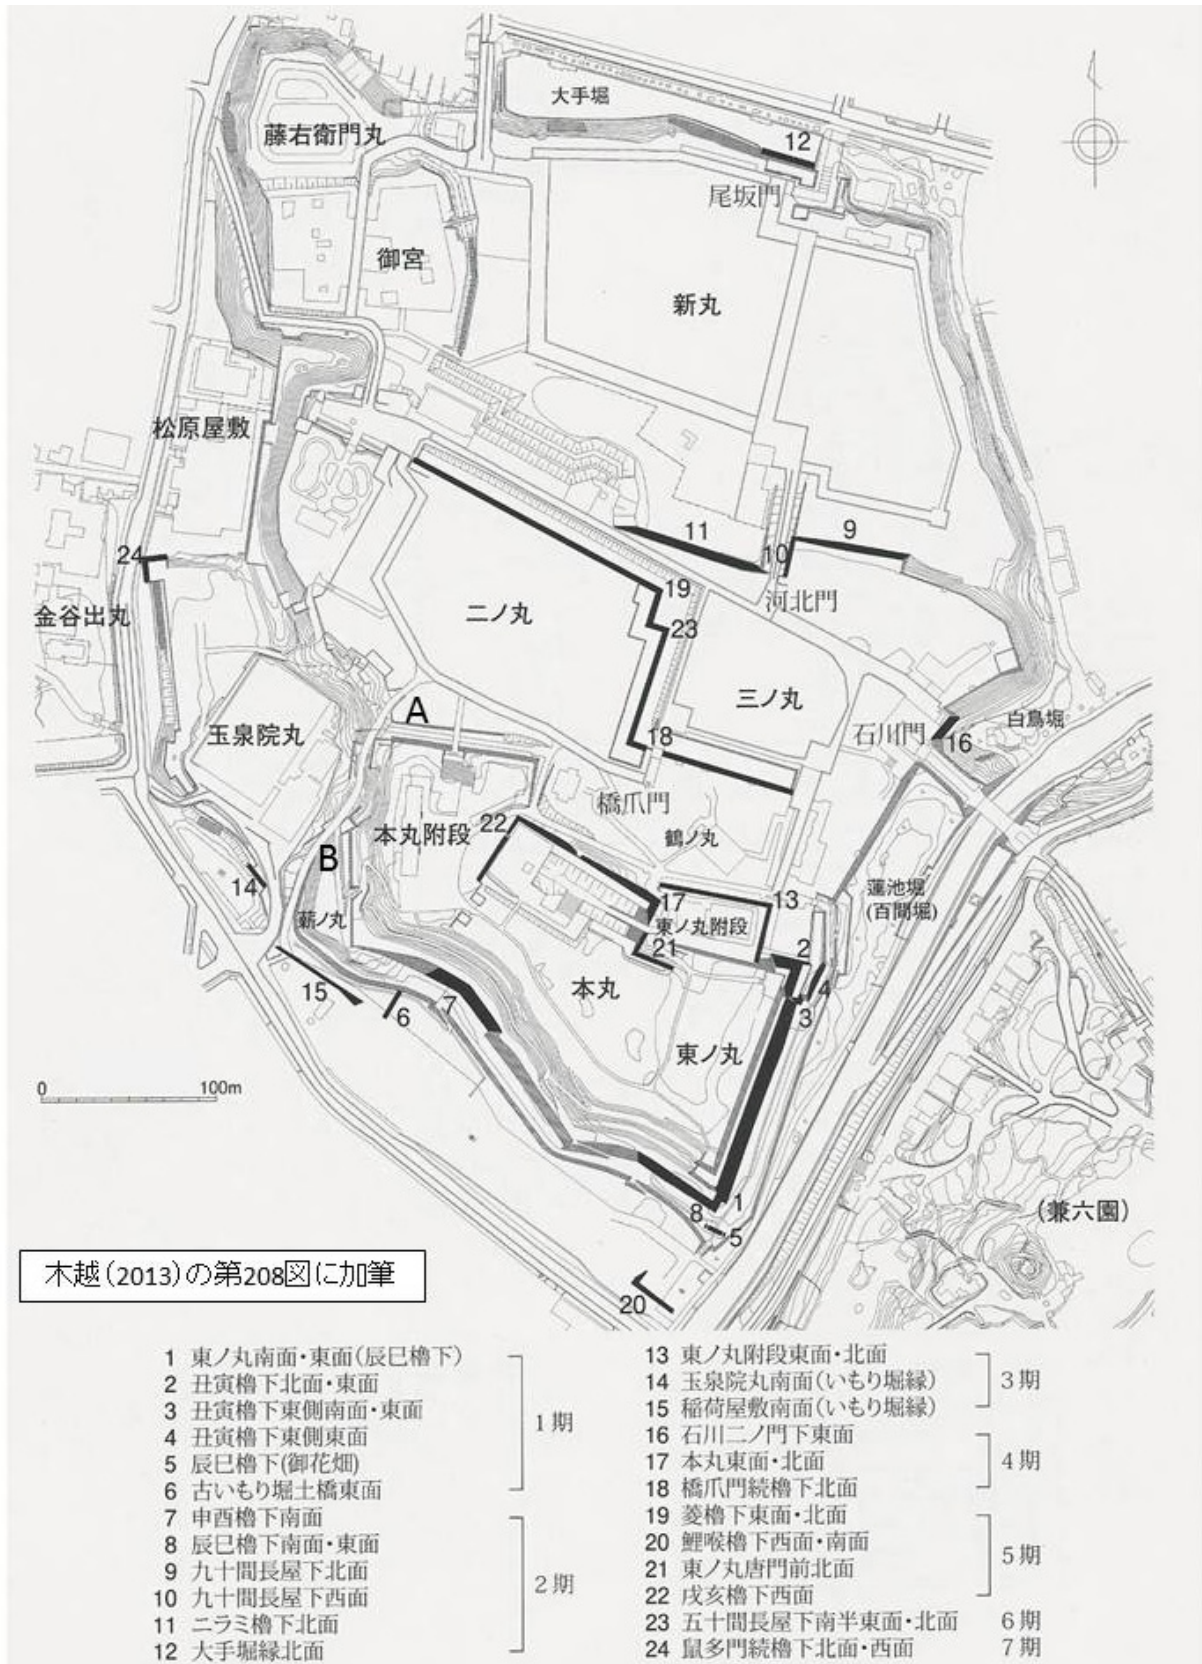 大手堀
12
藤右衛門丸
尾坂門
御宮
新丸
松原屋敷
11
9
24
10
19
河北門
金谷出丸
二ノ丸
23
三ノ丸
A
白鳥堀
玉泉院丸
18
石川門
16
橋爪門
22
本丸附段
鶴ノ丸
B
14
蓮池堀
(百間堀)
17
13
薪ノ丸
東ノ丸附段
21
2
4
15
本丸
7
6
3
東ノ丸
0
100m
1
(兼六園)
8
5
木越(2013)の第208図に加筆
20
1 東ノ丸南面・東面(辰巳櫓下)
2 丑寅櫓下北面・東面
3 丑寅櫓下東側南面・東面
4 丑寅櫓下東側東面
5 辰巳櫓下(御花畑)
6 古いもり堀土橋東面
1期
7 申酉櫓下南面
8 辰巳櫓下南面・東面
9 九十間長屋下北面
10 九十間長屋下西面
11 ニラミ櫓下北面
12 大手堀縁北面
2期
13 東ノ丸附段東面・北面
14 玉泉院丸南面(いもり堀縁)
15 稲荷屋敷南面(いもり堀縁)
3期
16 石川二ノ門下東面
17 本丸東面・北面
18 橋爪門続櫓下北面
4期
19 菱櫓下東面・北面
20 鯉喉櫓下西面・南面
21 東ノ丸唐門前北面
22 戌亥櫓下西面
5期
23 五十間長屋下南半東面・北面 6期
24 鼠多門続櫓下北面・西面 7期